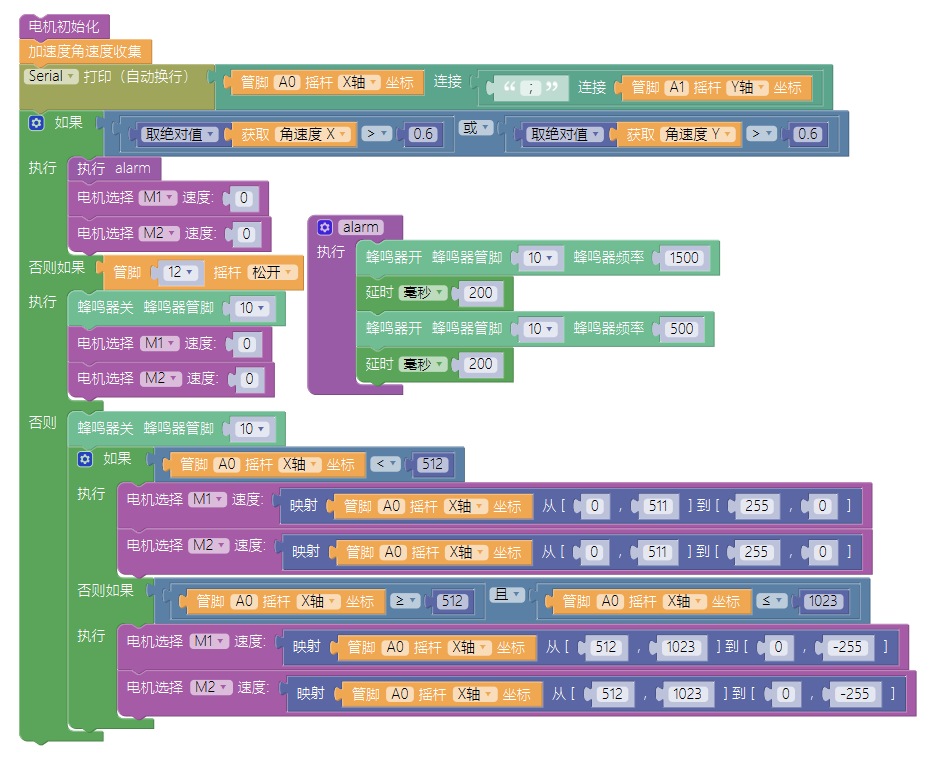 电机初始化
加速度角速度收集
Serial 打印（自动换行） 管脚 A0 摇杆 X轴 坐标 连接 “ ; ” 连接 管脚 A1 摇杆 Y轴 坐标
如果 取绝对值 获取 角速度 X > 0.6 或 取绝对值 获取 角速度 Y > 0.6
执行 执行 alarm
电机选择 M1 速度: 0
电机选择 M2 速度: 0
否则如果 管脚 12 摇杆 松开
执行 蜂鸣器关 蜂鸣器管脚 10
电机选择 M1 速度: 0
电机选择 M2 速度: 0
alarm
执行 蜂鸣器开 蜂鸣器管脚 10 蜂鸣器频率 1500
延时 毫秒 200
蜂鸣器开 蜂鸣器管脚 10 蜂鸣器频率 500
延时 毫秒 200
否则 蜂鸣器关 蜂鸣器管脚 10
如果 管脚 A0 摇杆 X轴 坐标 < 512
执行 电机选择 M1 速度: 映射 管脚 A0 摇杆 X轴 坐标 从 [ 0 , 511 ] 到 [ 255 , 0 ]
电机选择 M2 速度: 映射 管脚 A0 摇杆 X轴 坐标 从 [ 0 , 511 ] 到 [ 255 , 0 ]
否则如果 管脚 A0 摇杆 X轴 坐标 ≥ 512 且 管脚 A0 摇杆 X轴 坐标 ≤ 1023
执行 电机选择 M1 速度: 映射 管脚 A0 摇杆 X轴 坐标 从 [ 512 , 1023 ] 到 [ 0 , -255 ]
电机选择 M2 速度: 映射 管脚 A0 摇杆 X轴 坐标 从 [ 512 , 1023 ] 到 [ 0 , -255 ]